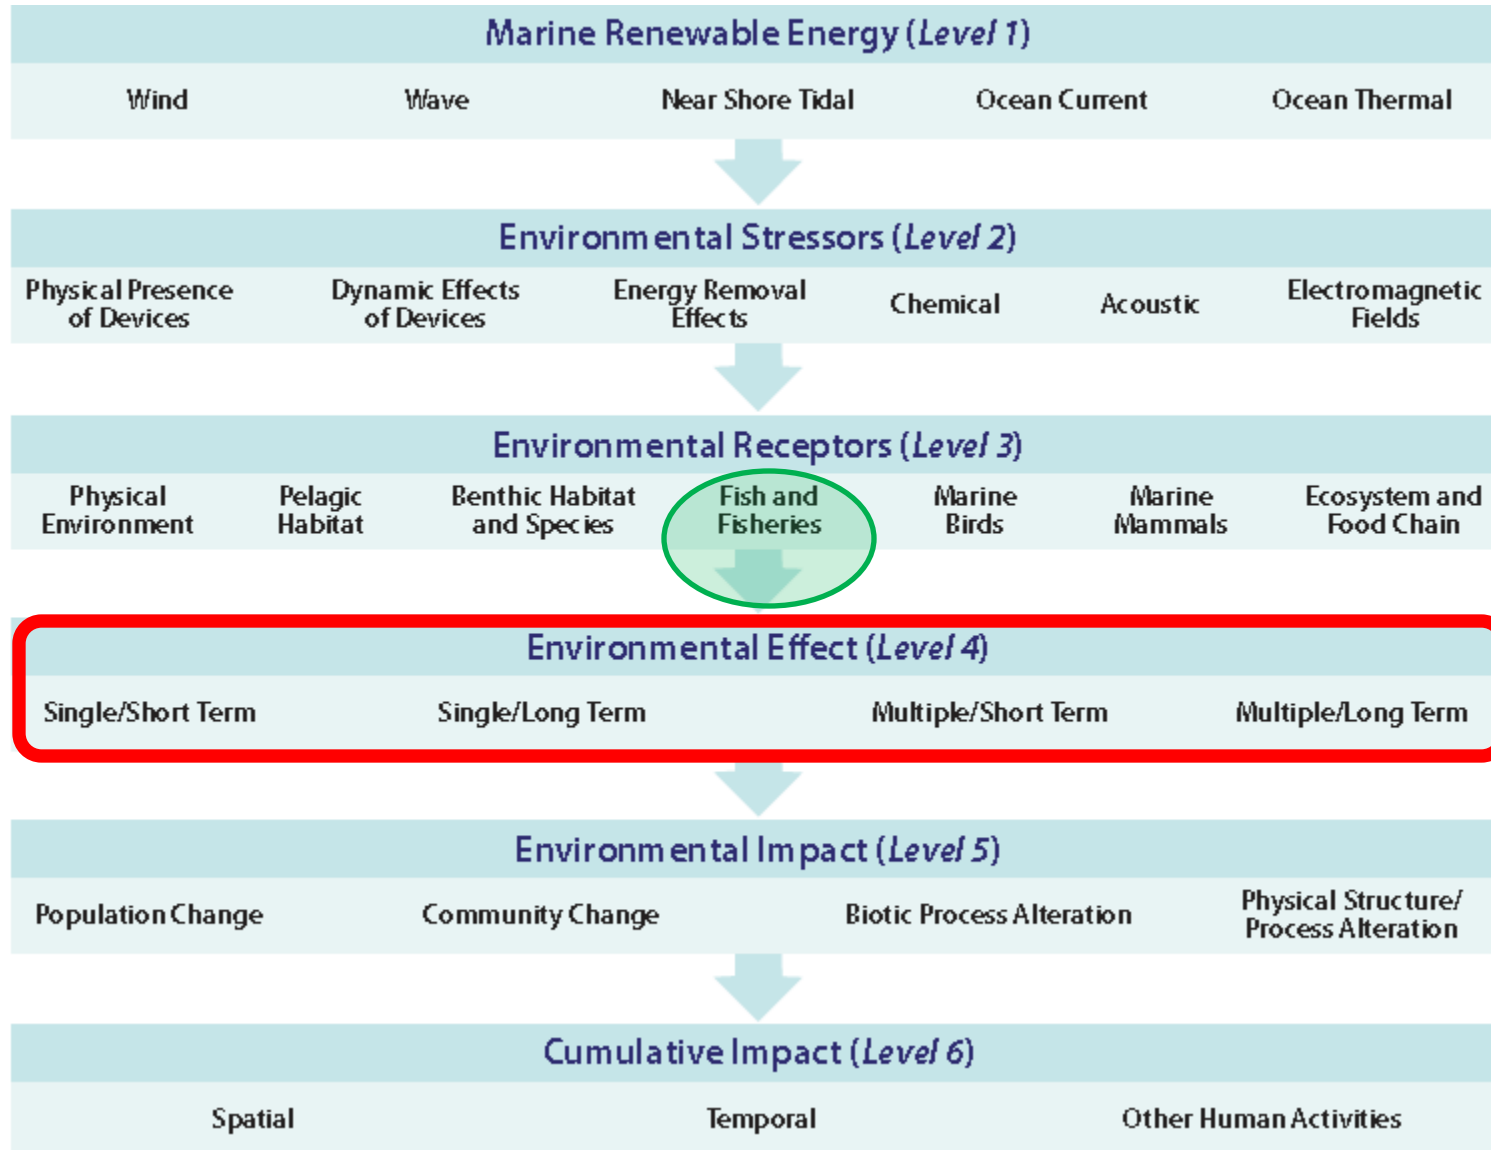 Marine Renewable Energy (Level 1)
Wind Wave Near Shore Tidal Ocean Current Ocean Thermal
Environmental Stressors (Level 2)
Physical Presence
of Devices
Dynamic Effects
of Devices
Energy Removal
Effects
Chemical
Acoustic
Electromagnetic
Fields
Environmental Receptors (Level 3)
Physical
Environment
Pelagic
Habitat
Benthic Habitat
and Species
Fish and
Fisheries
Marine
Birds
Marine
Mammals
Ecosystem and
Food Chain
Environmental Effect (Level 4)
Single/Short Term Single/Long Term Multiple/Short Term Multiple/Long Term
Environmental Impact (Level 5)
Population Change
Community Change
Biotic Process Alteration
Physical Structure/
Process Alteration
Cumulative Impact (Level 6)
Spatial Temporal Other Human Activities